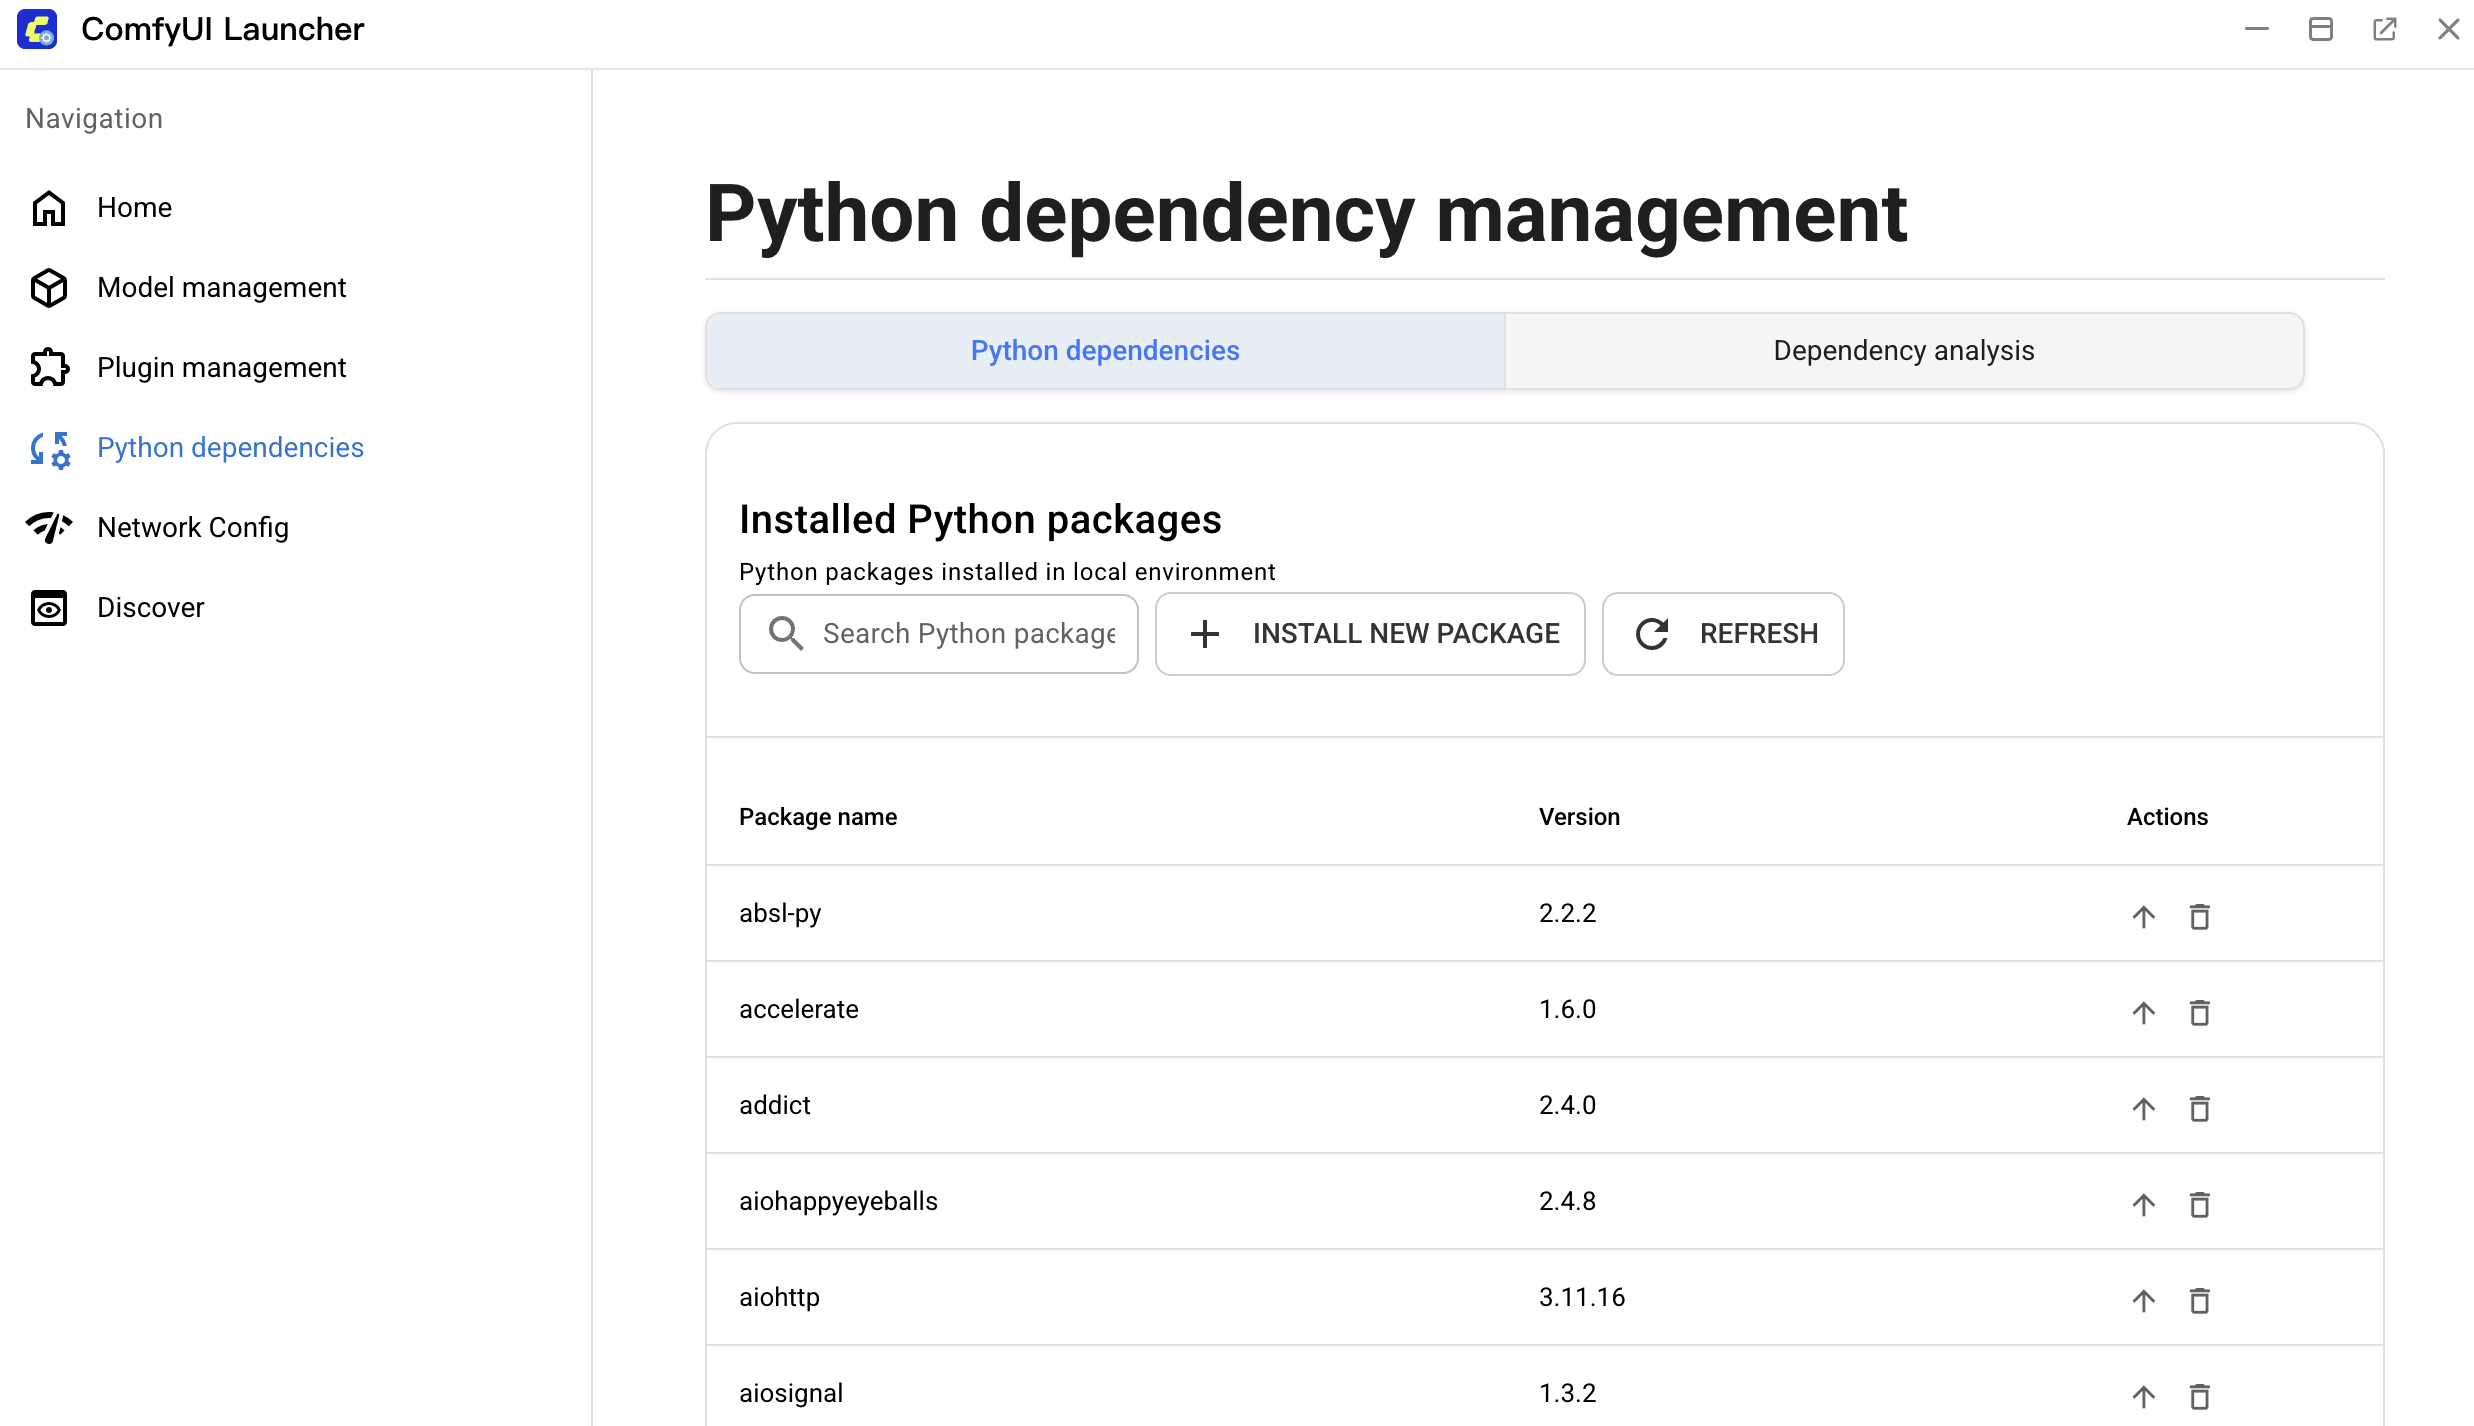 ComfyUI Launcher
Navigation
Home
Model management
Plugin management
Python dependencies
Network Config
Discover
Python dependency management
Python dependencies
Dependency analysis
Installed Python packages
Python packages installed in local environment
Search Python package
INSTALL NEW PACKAGE
REFRESH
Package name Version Actions
absl-py 2.2.2
accelerate 1.6.0
addict 2.4.0
aiohappyeyeballs 2.4.8
aiohttp 3.11.16
aiosignal 1.3.2